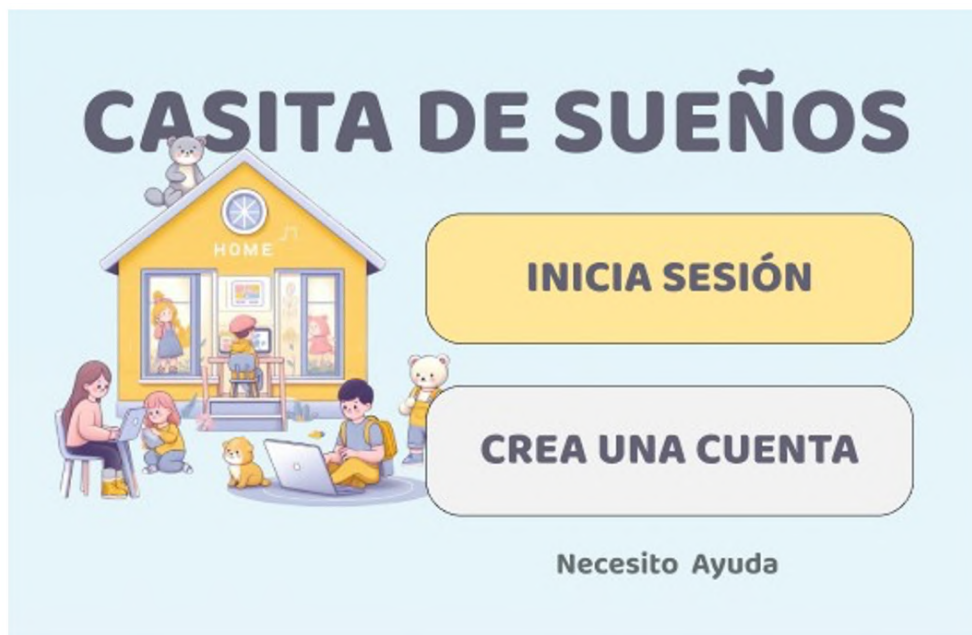 CASITA DE SUEÑOS
HOME
INICIA SESIÓN
CREA UNA CUENTA
Necesito Ayuda